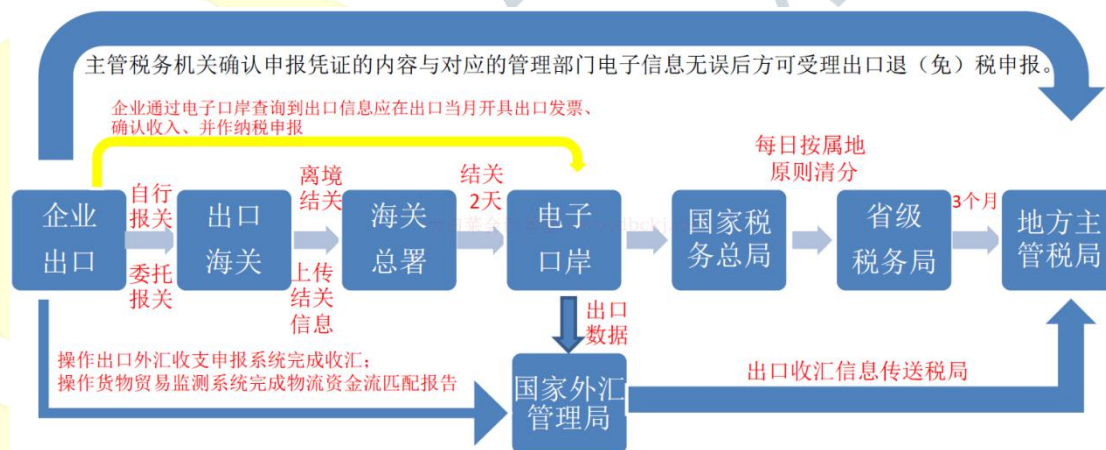 主管税务机关确认申报凭证的内容与对应的管理部门电子信息无误后方可受理出口退（免）税申报。
企业通过电子口岸查询到出口信息应在出口当月开具出口发票、
确认收入、并作纳税申报
每日按属地
原则清分
企业
出口
自行
报关
委托
报关
出口
海关
离境
结关
上传
结关
信息
海关
总署
结关
2天
电子
口岸
国家税
务总局
省级
税务局
3个月
地方主
管税局
出口
数据
操作出口外汇收支申报系统完成收汇；
操作货物贸易监测系统完成物流资金流匹配报告
国家外汇
管理局
出口收汇信息传送税局